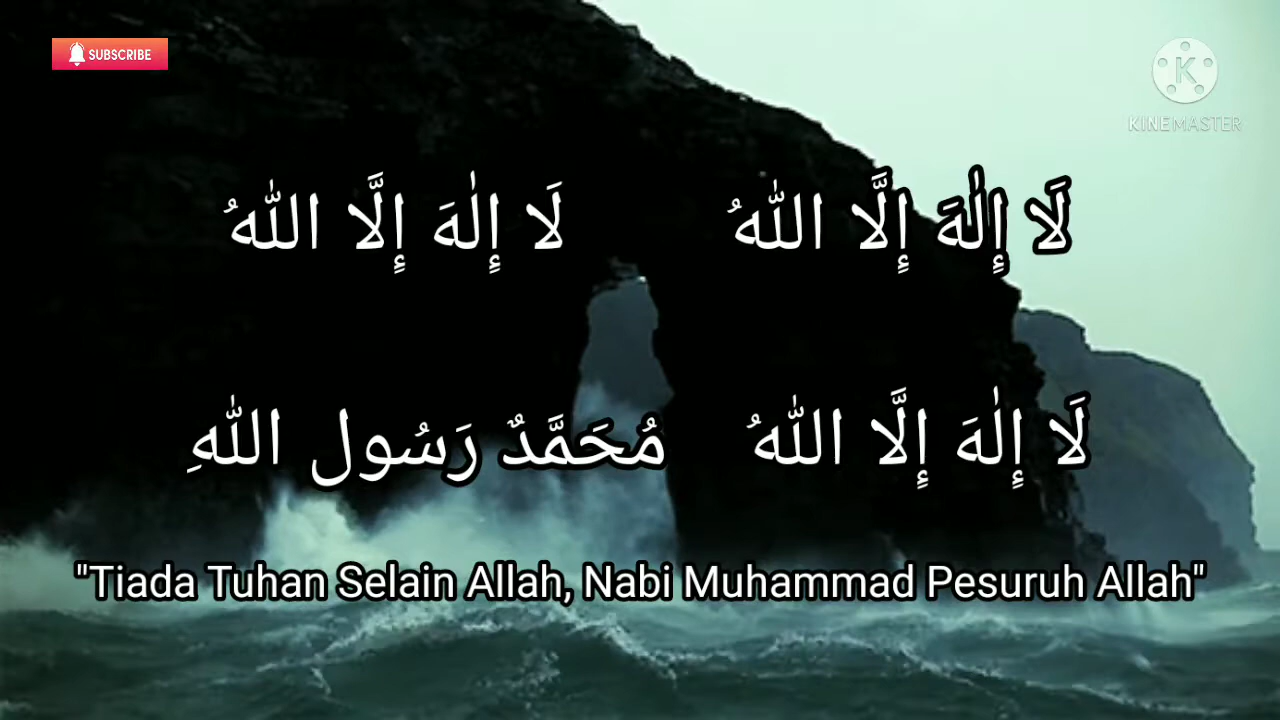 SUBSCRIBE
K
KINEMASTER
لَا إِلٰهَ إِلَّا اللّٰهُ لَا إِلٰهَ إِلَّا اللّٰهُ
لَا إِلٰهَ إِلَّا اللّٰهُ مُحَمَّدٌ رَسُول اللّٰهِ
"Tiada Tuhan Selain Allah, Nabi Muhammad Pesuruh Allah"